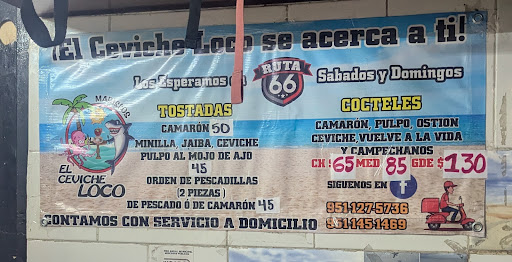 ¡El Ceviche Loco se acerca a ti!
Los Esperamos en
RUTA
66
Sabados y Domingos
MARISCOS
EL
CEVICHE
LOCO
TOSTADAS
CAMARÓN 50
MINILLA, JAIBA, CEVICHE
PULPO AL MOJO DE AJO
45
ORDEN DE PESCADILLAS
(2 PIEZAS)
DE PESCADO Ó DE CAMARÓN 45
COCTELES
CAMARÓN, PULPO, OSTION
CEVICHE, VUELVE A LA VIDA
Y CAMPECHANOS
CH $65 MED 85 GDE $130
SIGUENOS EN f
951-127-5736
951-145-1469
CONTAMOS CON SERVICIO A DOMICILIO